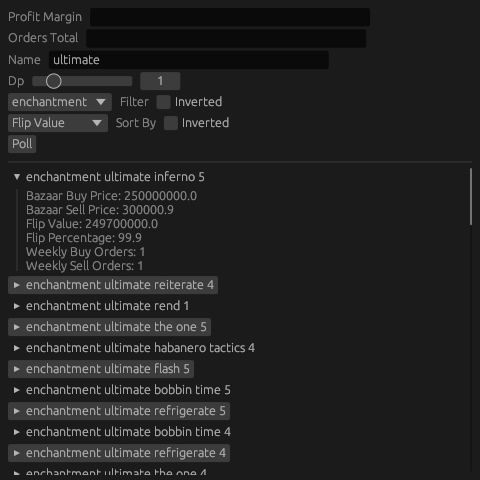 Profit Margin
Orders Total
Name ultimate
Dp 1
enchantment Filter Inverted
Flip Value Sort By Inverted
Poll
enchantment ultimate inferno 5
Bazaar Buy Price: 250000000.0
Bazaar Sell Price: 300000.9
Flip Value: 249700000.0
Flip Percentage: 99.9
Weekly Buy Orders: 1
Weekly Sell Orders: 1
enchantment ultimate reiterate 4
enchantment ultimate rend 1
enchantment ultimate the one 5
enchantment ultimate habanero tactics 4
enchantment ultimate flash 5
enchantment ultimate bobbin time 5
enchantment ultimate refrigerate 5
enchantment ultimate bobbin time 4
enchantment ultimate refrigerate 4
enchantment ultimate the one 4